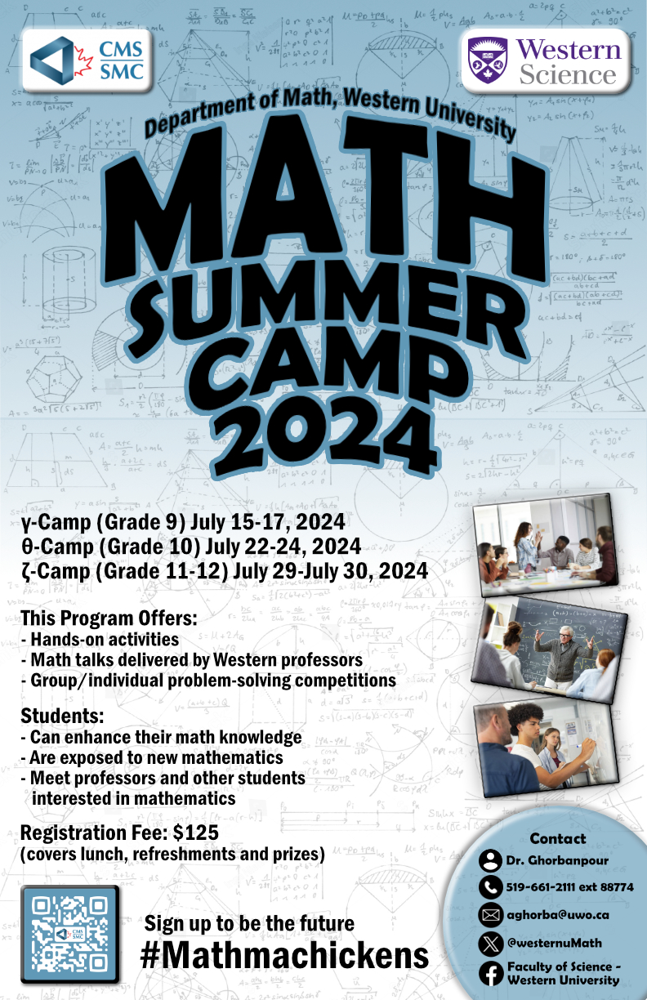 CMS
SMC
Western
Science
Department of Math, Western University
MATH
SUMMER
CAMP
2024
γ-Camp (Grade 9) July 15-17, 2024
θ-Camp (Grade 10) July 22-24, 2024
ζ-Camp (Grade 11-12) July 29-July 30, 2024
This Program Offers:
- Hands-on activities
- Math talks delivered by Western professors
- Group/individual problem-solving competitions
Students:
- Can enhance their math knowledge
- Are exposed to new mathematics
- Meet professors and other students
interested in mathematics
Registration Fee: $125
(covers lunch, refreshments and prizes)
CMS
SMC
Sign up to be the future
#Mathmachickens
Contact
Dr. Ghorbanpour
519-661-2111 ext 88774
aghorba@uwo.ca
@westernuMath
Faculty of Science -
Western University